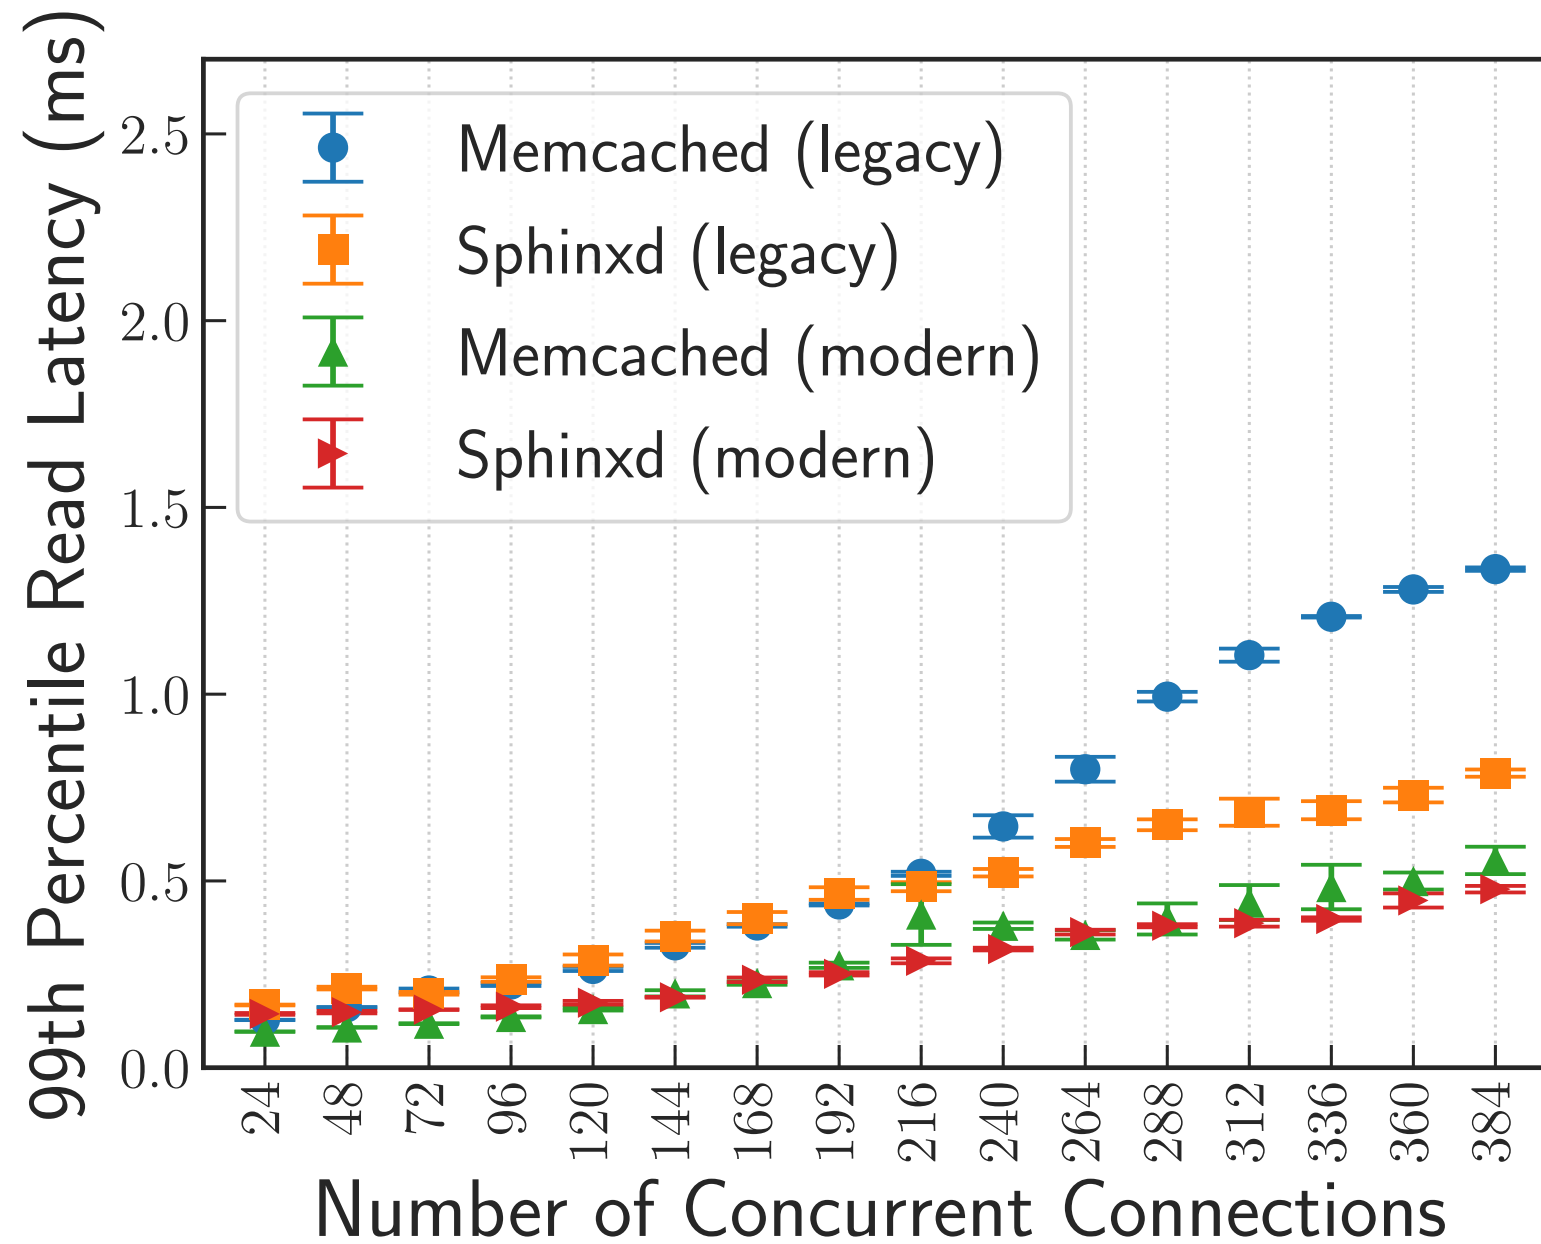 99th Percentile Read Latency (ms)
2.5
2.0
1.5
1.0
0.5
0.0
Memcached (legacy)
Sphinxd (legacy)
Memcached (modern)
Sphinxd (modern)
24 48 72 96 120 144 168 192 216 240 264 288 312 336 360 384
Number of Concurrent Connections